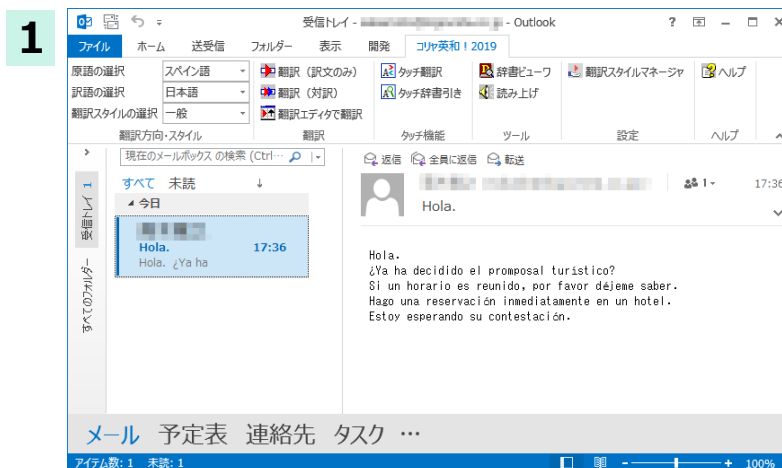 1
受信トレイ - - Outlook
ファイル ホーム 送受信 フォルダー 表示 開発 コリャ英和!2019
原語の選択 スペイン語 翻訳(訳文のみ) タッチ翻訳 辞書ビューワ 翻訳スタイルマネージャ ヘルプ
訳語の選択 日本語 翻訳(対訳) タッチ辞書引き 読み上げ
翻訳スタイルの選択 一般 翻訳エディタで翻訳
翻訳方向・スタイル 翻訳 タッチ機能 ツール 設定 ヘルプ
現在のメールボックス の検索 (Ctrl… 返信 全員に返信 転送
すべて 未読 ↓
1 17:36
今日
Hola.
Hola. 17:36
Hola. ¿Ya ha
受信トレイ 1
すべてのフォルダー
Hola.
¿Ya ha decidido el promposal turístico?
Si un horario es reunido, por favor déjeme saber.
Hago una reservación inmediatamente en un hotel.
Estoy esperando su contestación.
メール 予定表 連絡先 タスク …
アイテム数: 1 未読: 1 100%